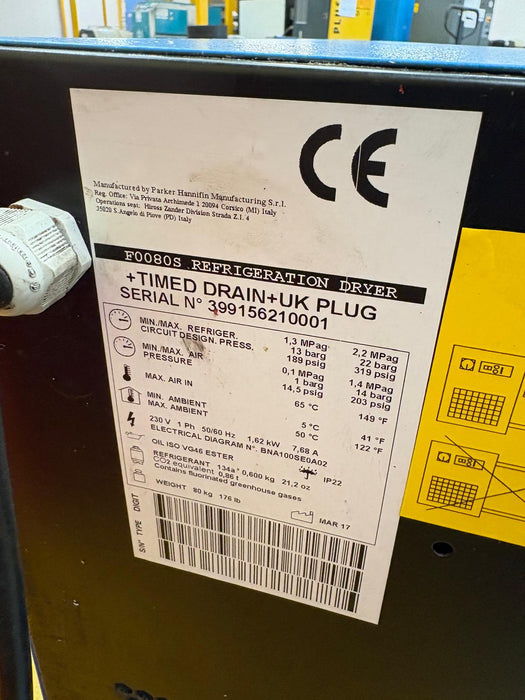 CE
Manufactured by Parker Hannifin Manufacturing S.r.l.
Reg. Office: Via Privata Archimede 1 20094 Corsico (MI) Italy
Operations seat: Hiross Zander Division Strada Z.I. 4
35020 S.Angelo di Piove (PD) Italy
F0080S REFRIGERATION DRYER
+TIMED DRAIN+UK PLUG
SERIAL N° 399156210001
MIN./MAX. REFRIGER. 1,3 MPag 2,2 MPag
CIRCUIT DESIGN. PRESS. 13 barg 22 barg
189 psig 319 psig
MIN./MAX. AIR 0,1 MPag 1,4 MPag
PRESSURE 1 barg 14 barg
14,5 psig 203 psig
MAX. AIR IN 65 °C 149 °F
MIN. AMBIENT 5 °C 41 °F
MAX. AMBIENT 50 °C 122 °F
230 V 1 Ph 50/60 Hz 1,62 kW 7,68 A
ELECTRICAL DIAGRAM N° BNA100SE0A02
OIL ISO VG46 ESTER IP22
REFRIGERANT 134a 0,600 kg 21,2 oz
CO2 equivalent 0,86 t
Contains fluorinated greenhouse gases
WEIGHT 80 kg 176 lb
MAR 17
S/N° TYPE DIGIT